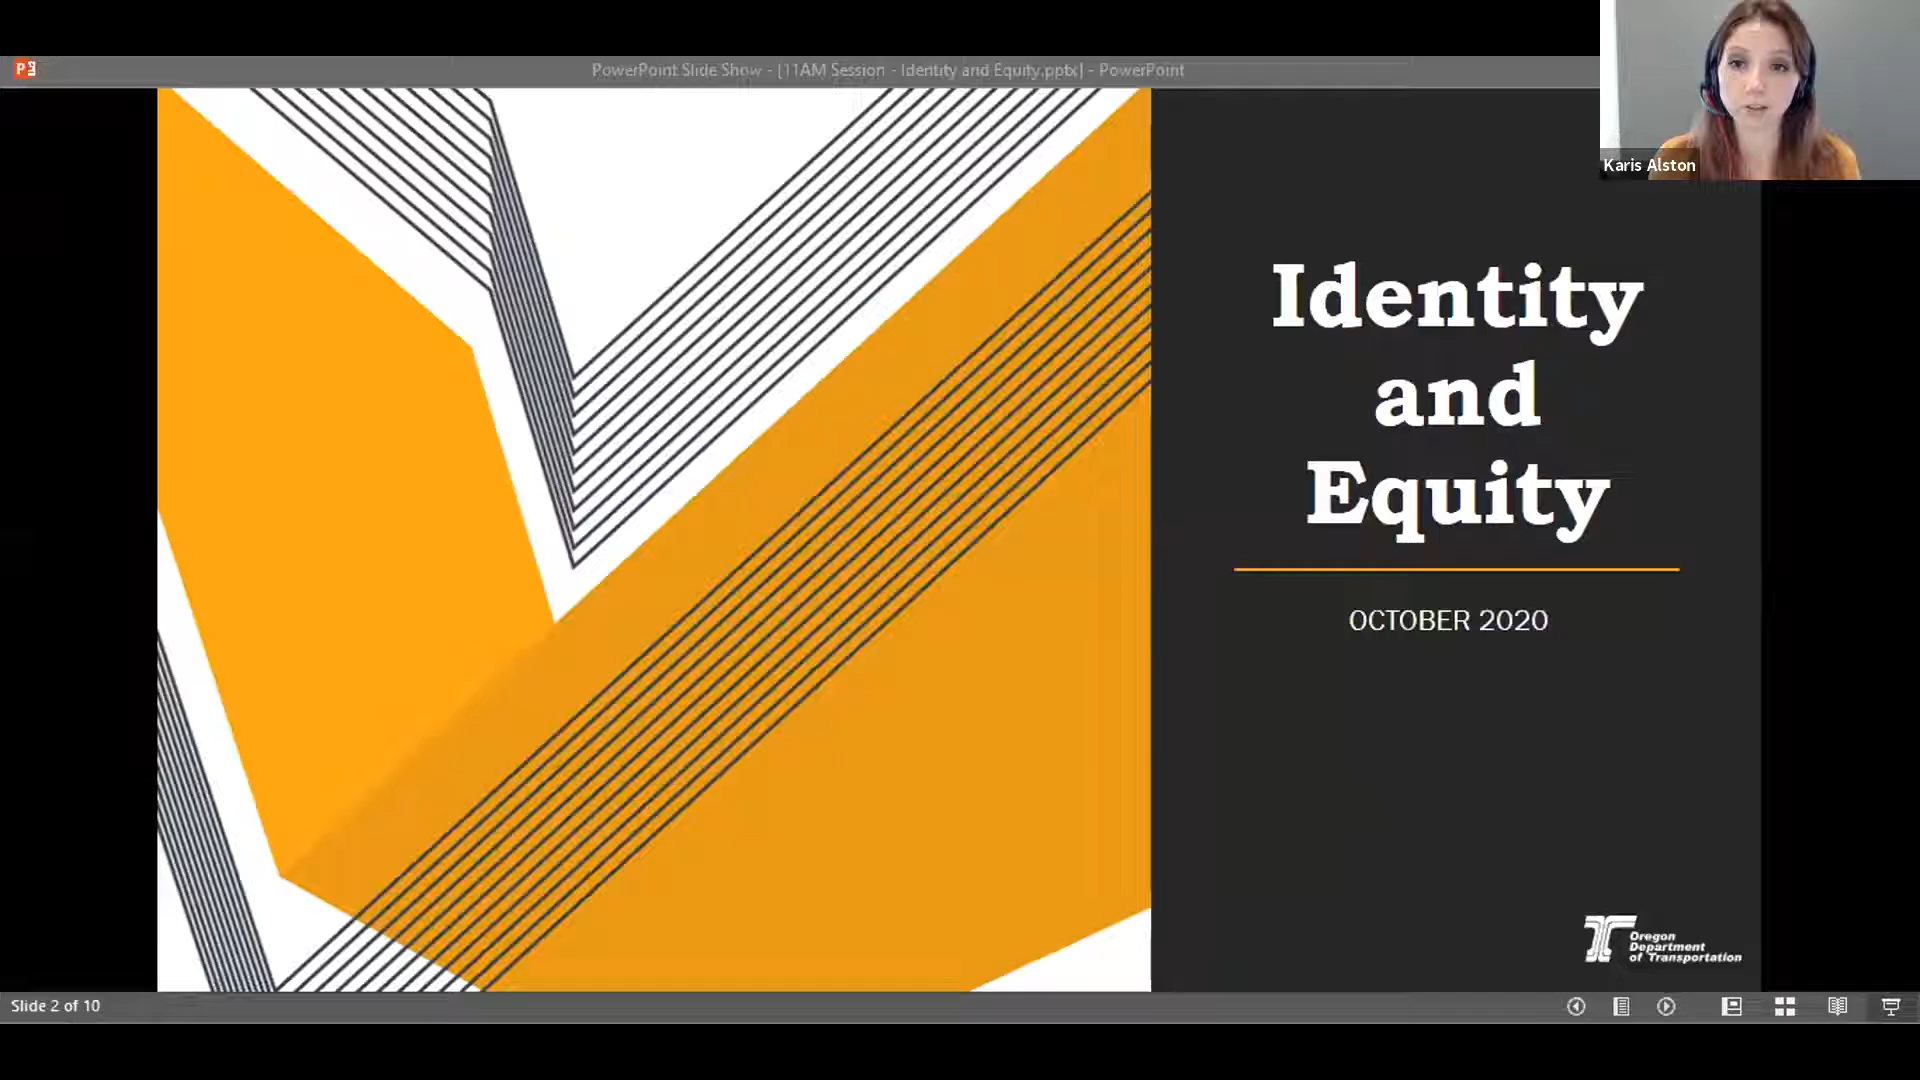 PowerPoint Slide Show - [11AM Session - Identity and Equity.pptx] - PowerPoint
Karis Alston
Identity
and
Equity
OCTOBER 2020
Oregon
Department
of Transportation
Slide 2 of 10